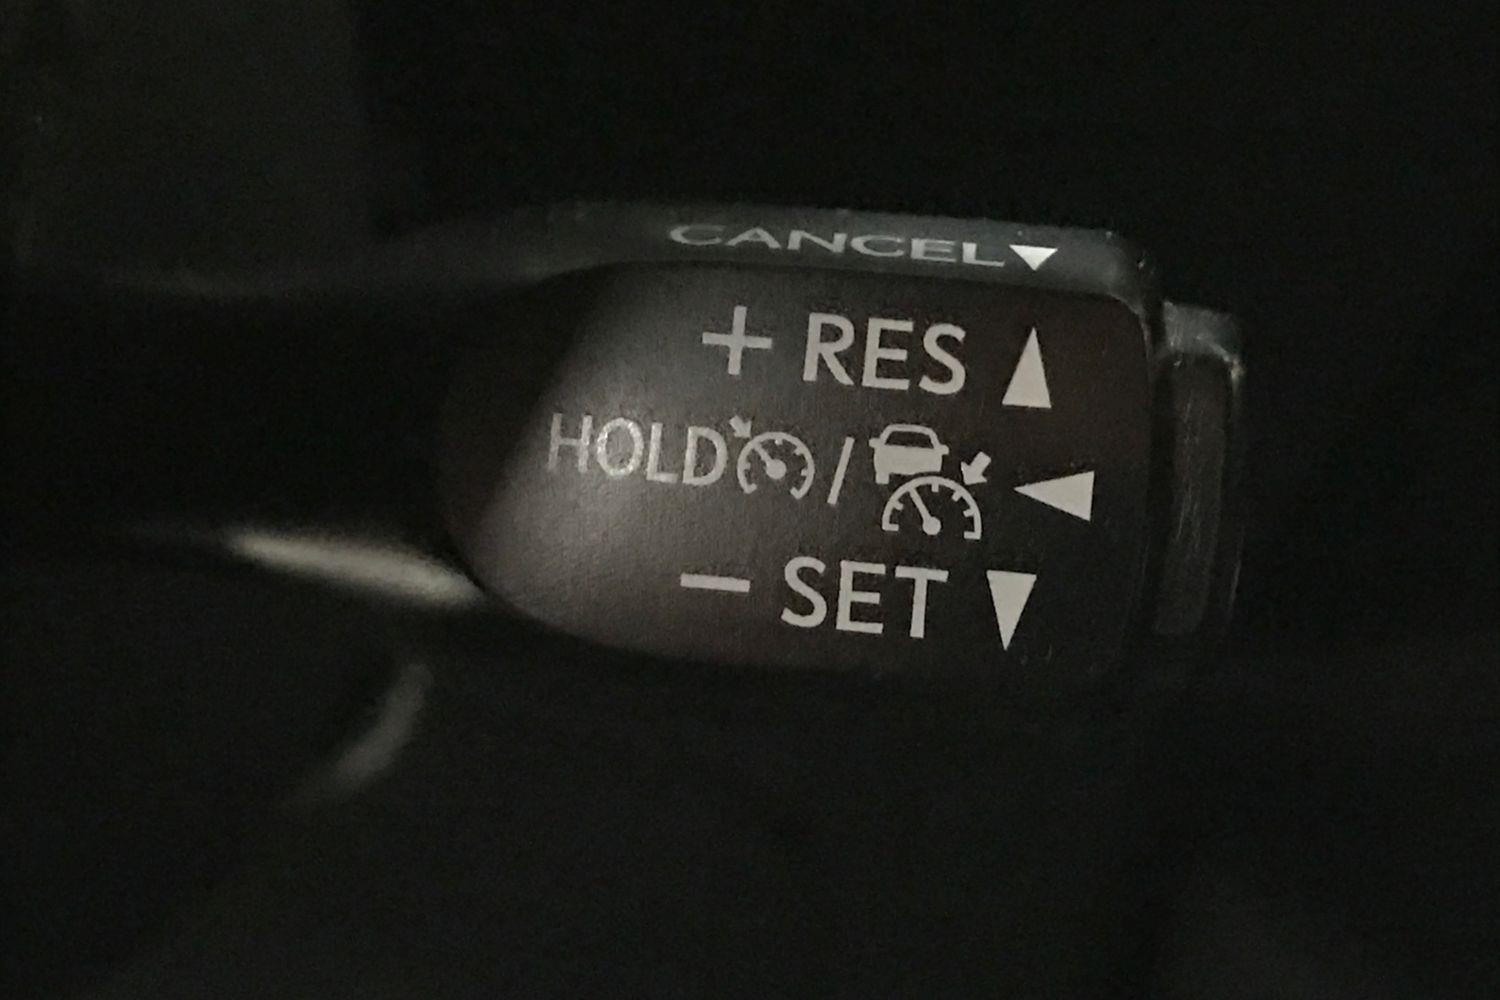 CANCEL▼
+ RES ▲
HOLD / ◀
− SET ▼